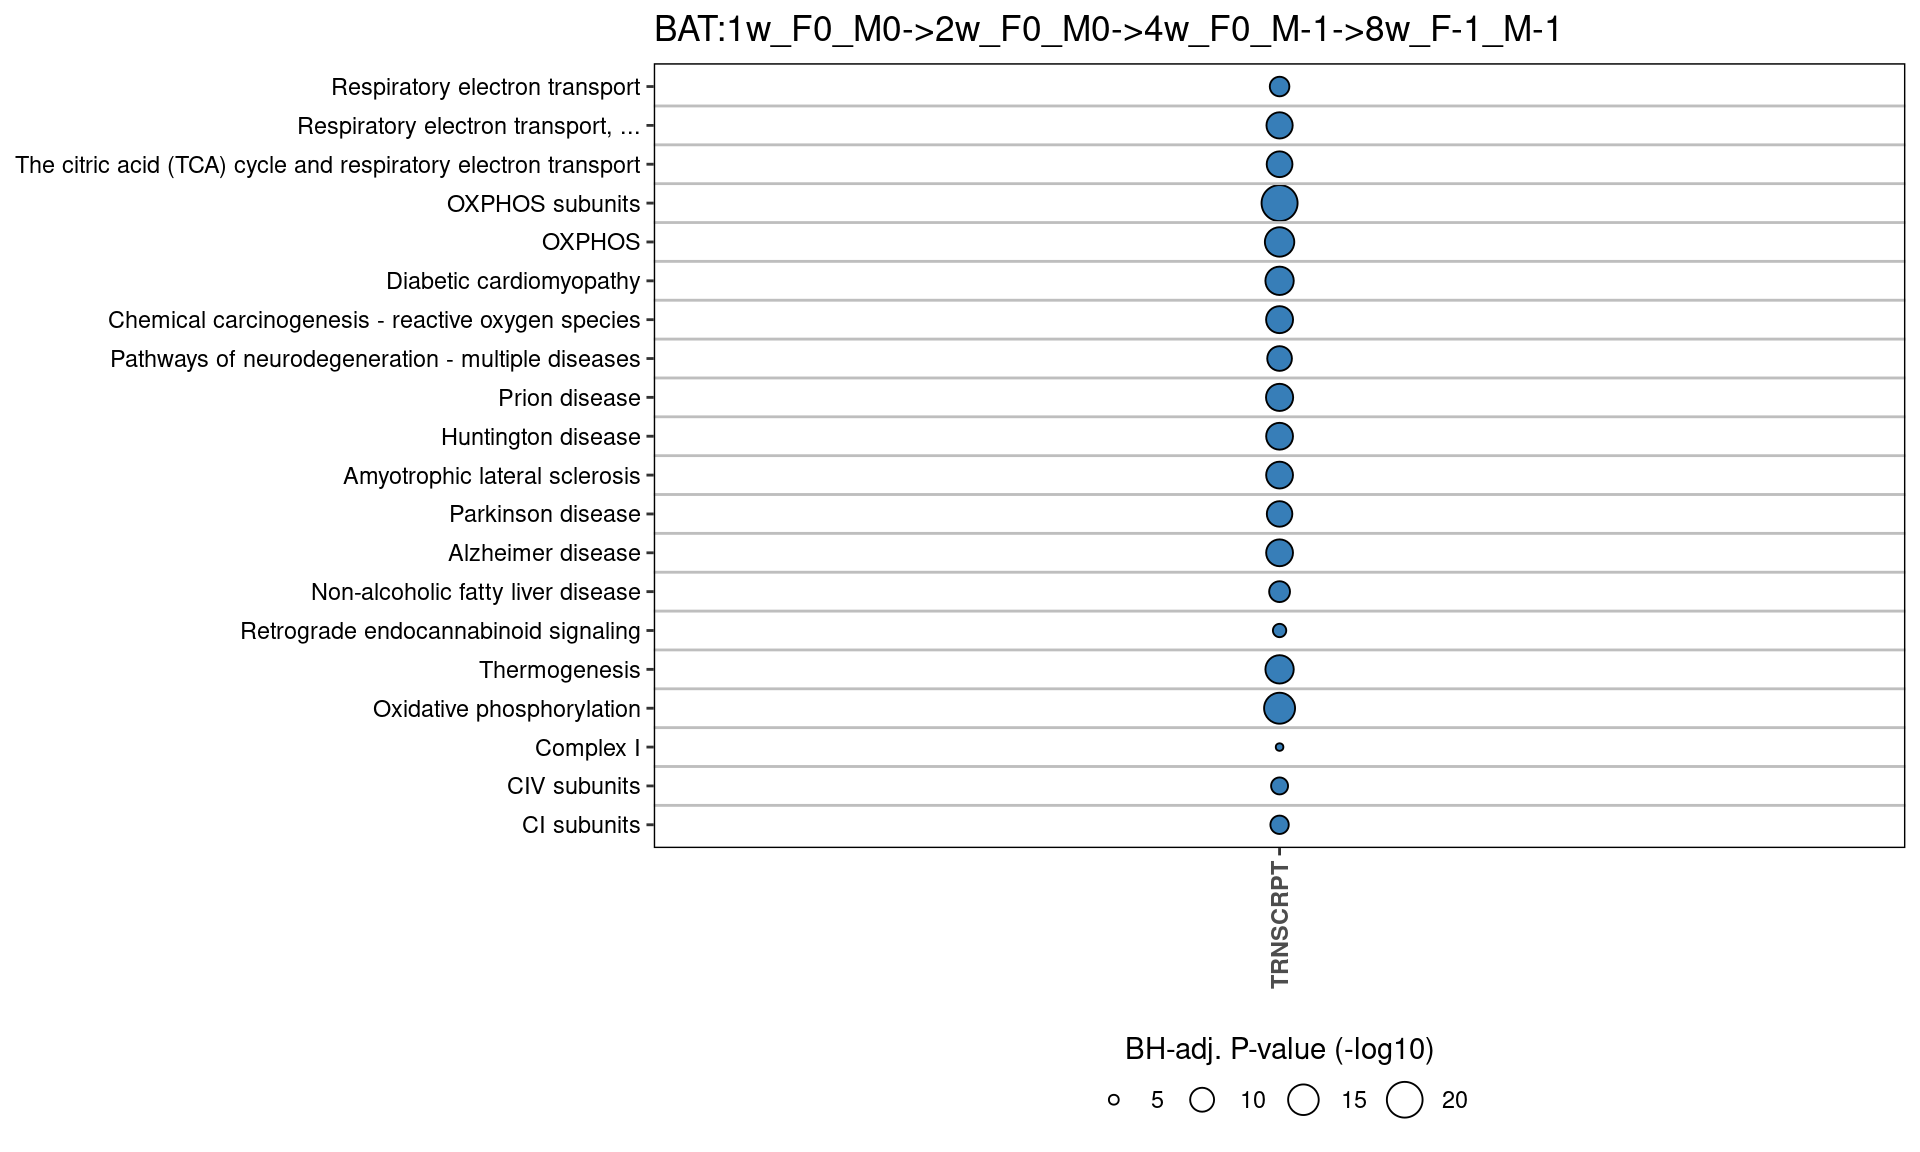 BAT:1w_F0_M0->2w_F0_M0->4w_F0_M-1->8w_F-1_M-1
Respiratory electron transport
Respiratory electron transport, ...
The citric acid (TCA) cycle and respiratory electron transport
OXPHOS subunits
OXPHOS
Diabetic cardiomyopathy
Chemical carcinogenesis - reactive oxygen species
Pathways of neurodegeneration - multiple diseases
Prion disease
Huntington disease
Amyotrophic lateral sclerosis
Parkinson disease
Alzheimer disease
Non-alcoholic fatty liver disease
Retrograde endocannabinoid signaling
Thermogenesis
Oxidative phosphorylation
Complex I
CIV subunits
CI subunits
TRNSCRPT
BH-adj. P-value (-log10)
5 10 15 20